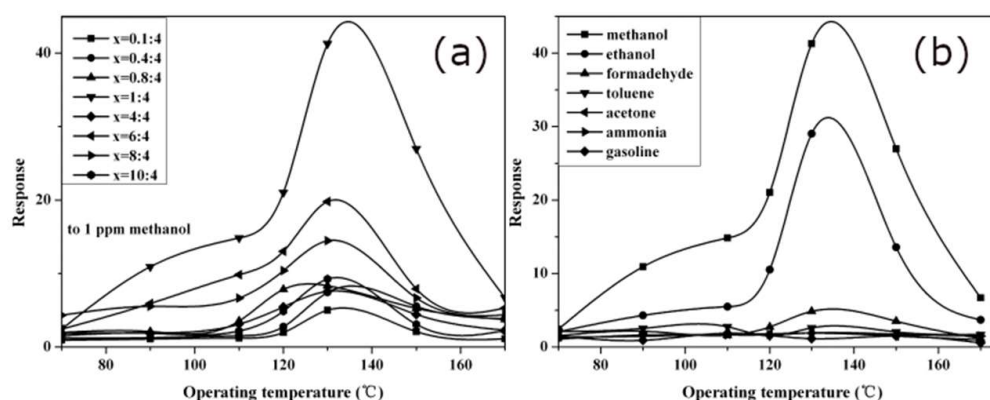 (a)
x=0.1:4
x=0.4:4
x=0.8:4
x=1:4
x=4:4
x=6:4
x=8:4
x=10:4
to 1 ppm methanol
Response
0
20
40
80
100
120
140
160
Operating temperature (℃)
(b)
methanol
ethanol
formadehyde
toluene
acetone
ammonia
gasoline
Response
0
10
20
30
40
80
100
120
140
160
Operating temperature (℃)